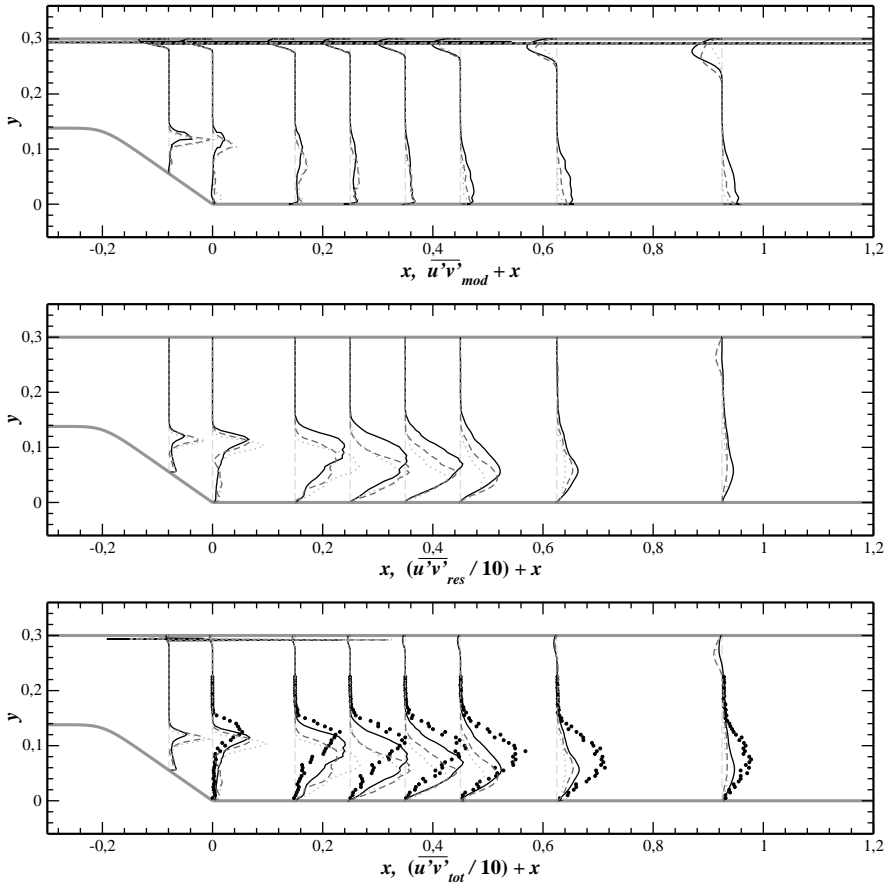 0,3
0,2
0,1
0
y
-0,2 0 0,2 0,4 0,6 0,8 1 1,2
x, u'v'mod + x
0,3
0,2
0,1
0
y
-0,2 0 0,2 0,4 0,6 0,8 1 1,2
x, (u'v'res / 10) + x
0,3
0,2
0,1
0
y
-0,2 0 0,2 0,4 0,6 0,8 1 1,2
x, (u'v'tot / 10) + x